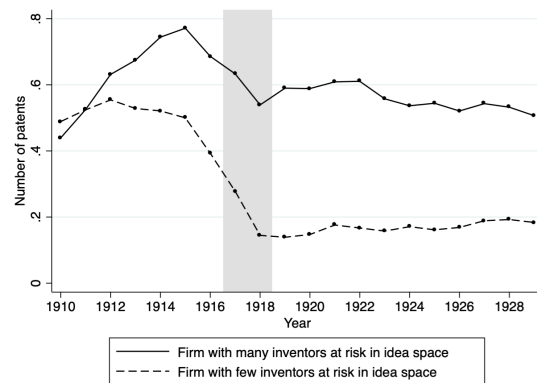 .8
.6
.4
.2
0
Number of patents
1910 1912 1914 1916 1918 1920 1922 1924 1926 1928
Year
Firm with many inventors at risk in idea space
Firm with few inventors at risk in idea space